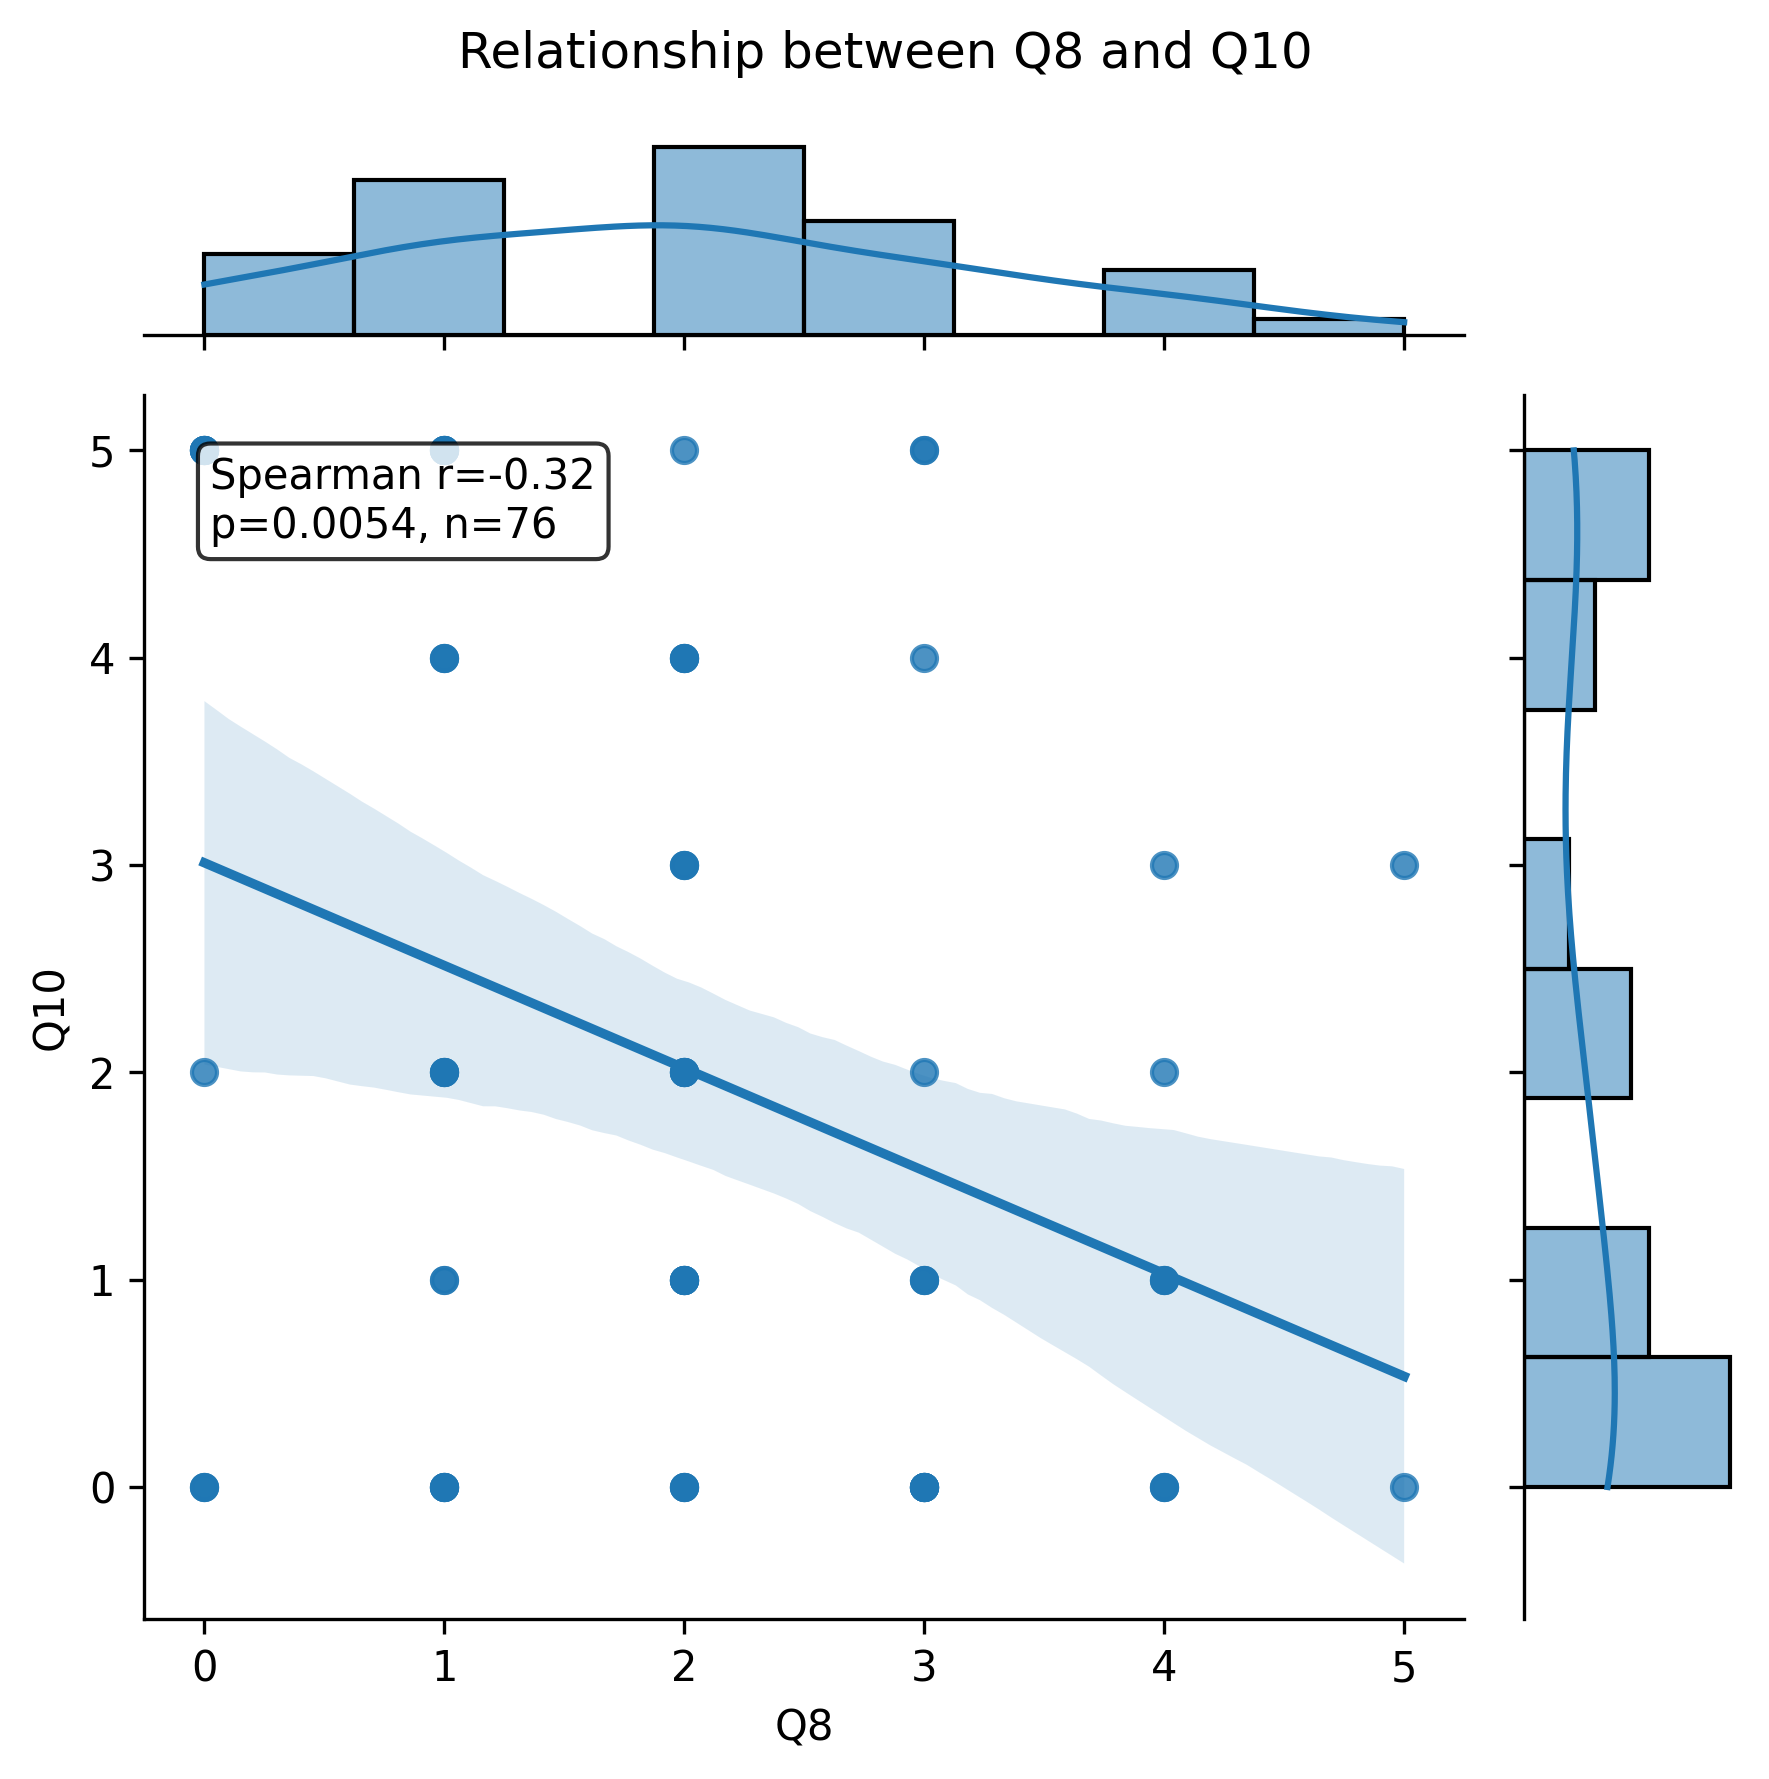 Relationship between Q8 and Q10
5
Spearman r=-0.32
p=0.0054, n=76
4
3
2
1
0
Q10
0 1 2 3 4 5
Q8